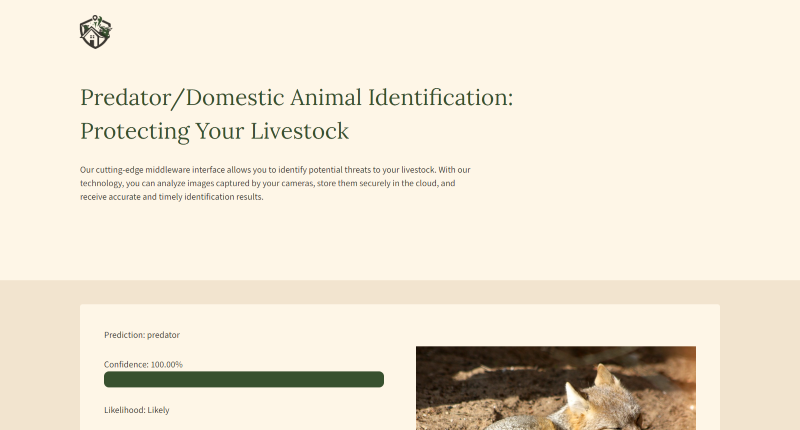 Predator/Domestic Animal Identification:
Protecting Your Livestock
Our cutting-edge middleware interface allows you to identify potential threats to your livestock. With our
technology, you can analyze images captured by your cameras, store them securely in the cloud, and
receive accurate and timely identification results.
Prediction: predator
Confidence: 100.00%
Likelihood: Likely